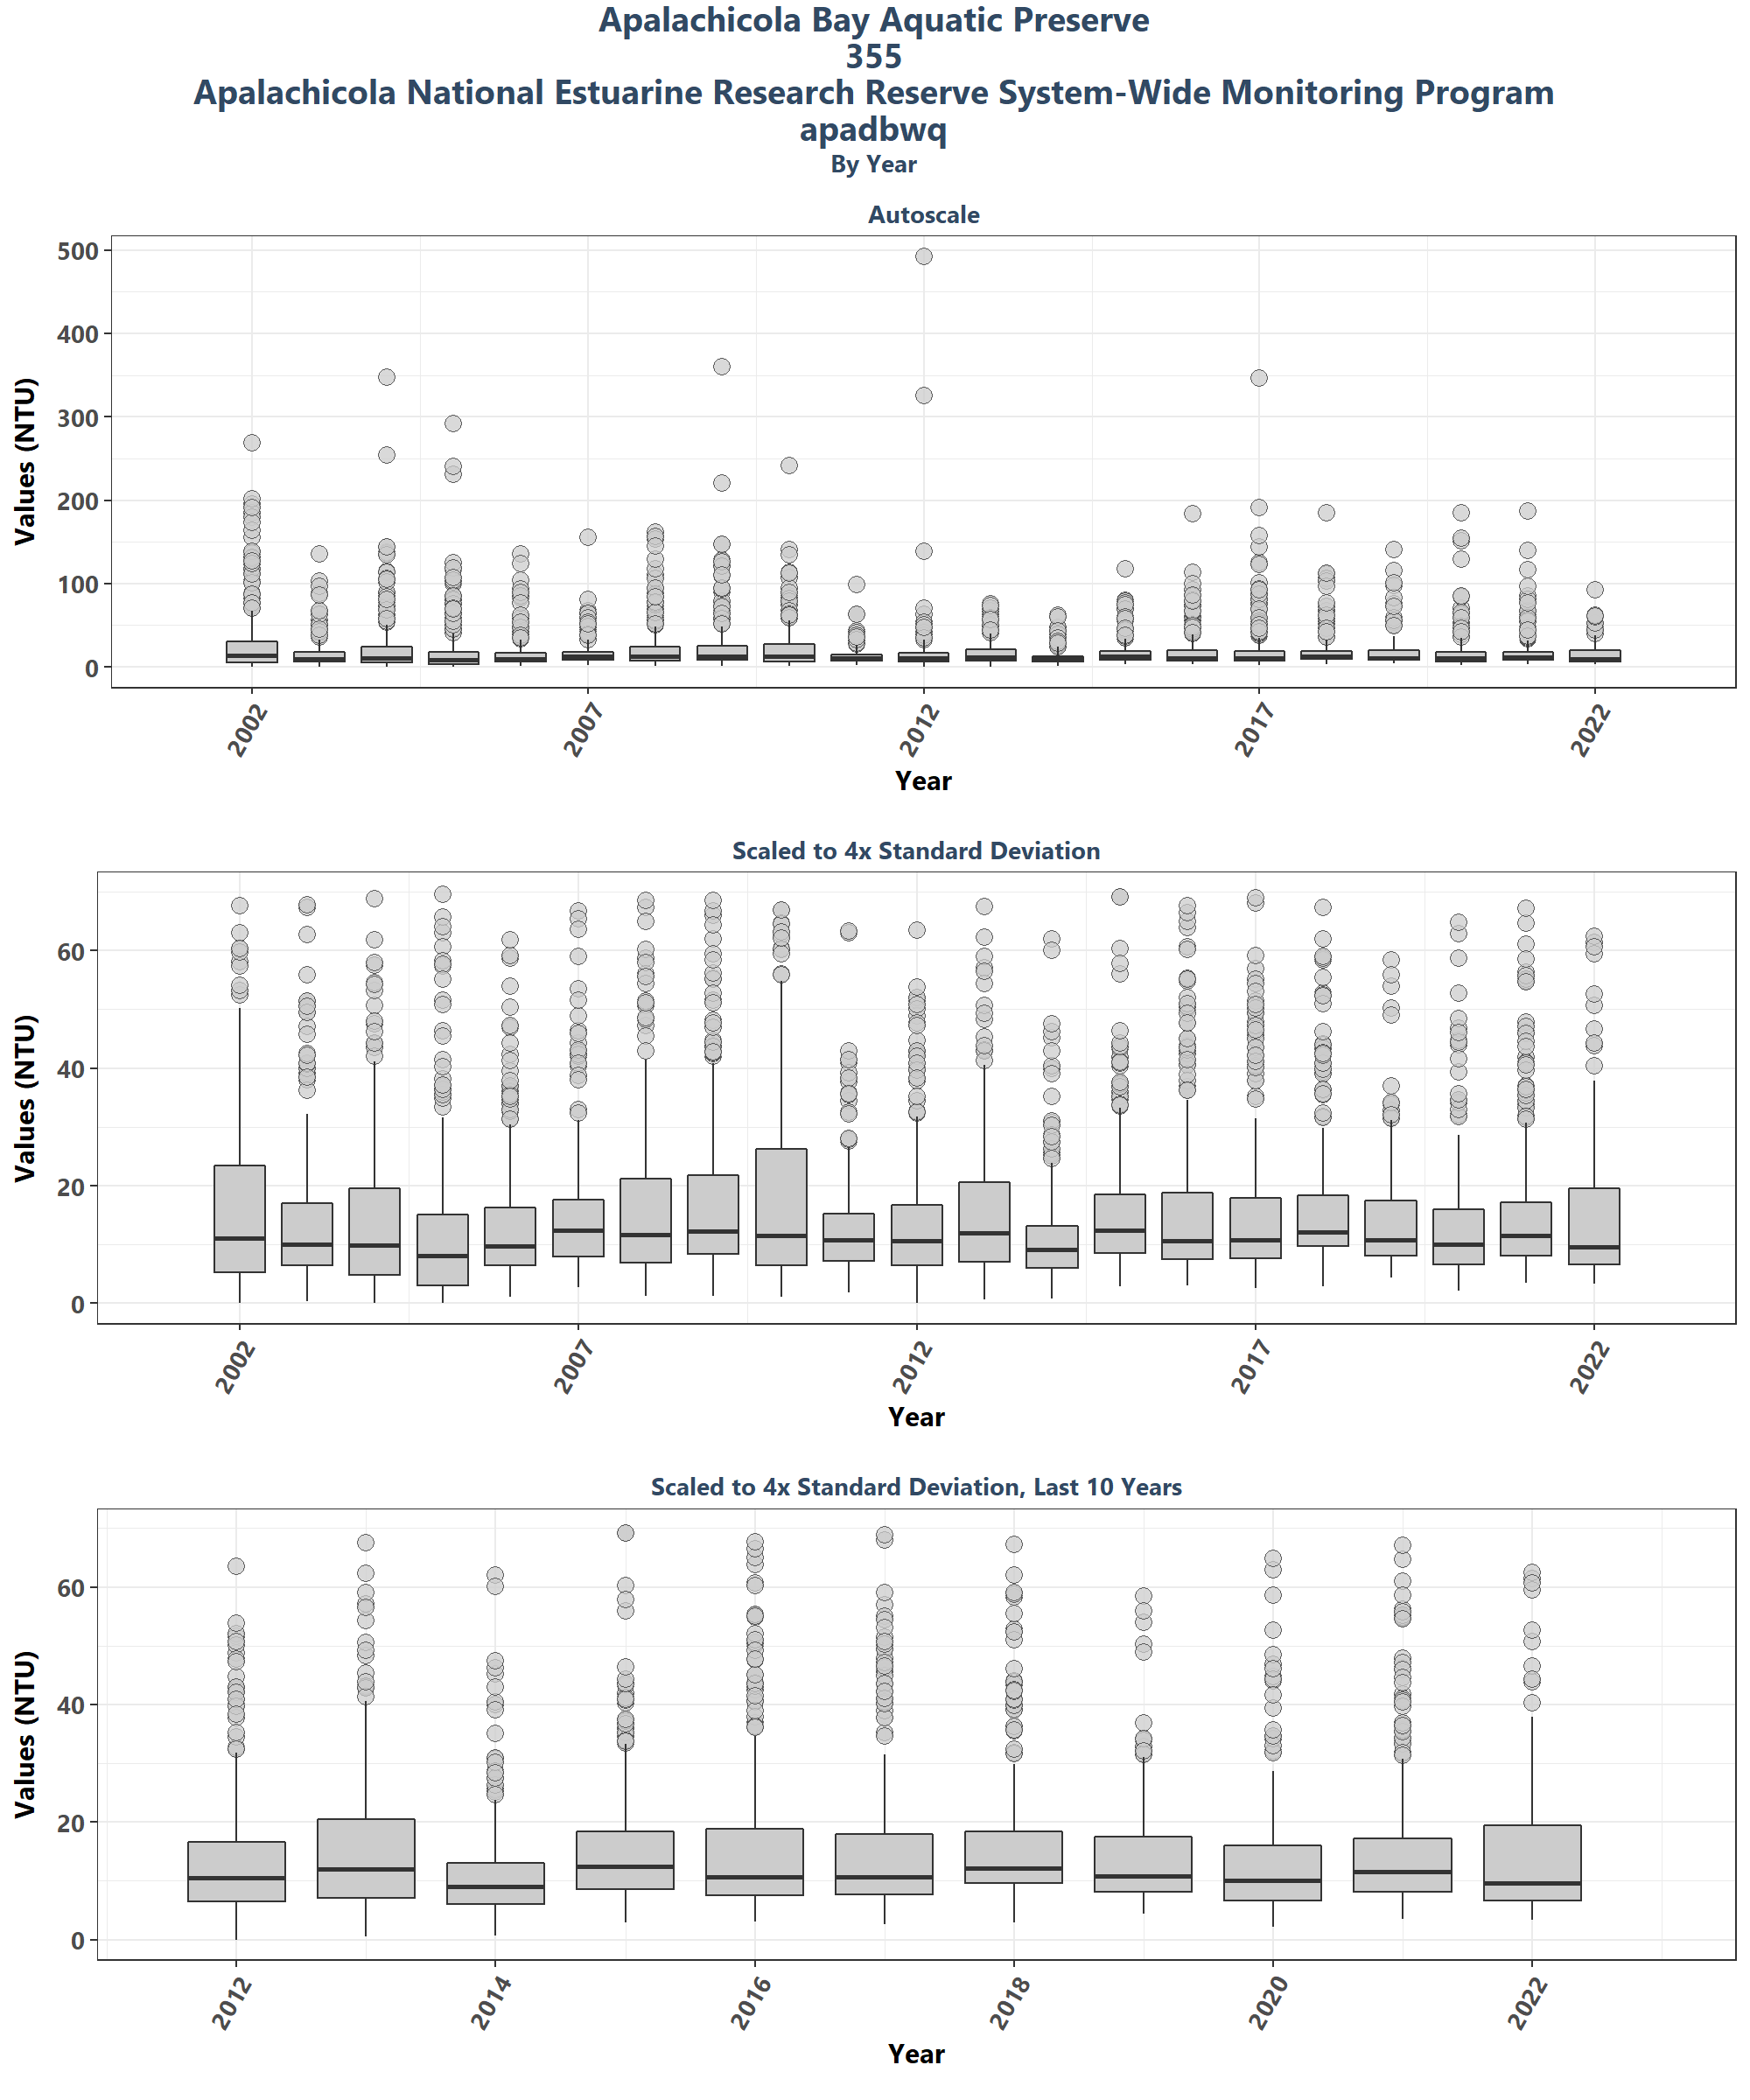 Apalachicola Bay Aquatic Preserve
355
Apalachicola National Estuarine Research Reserve System-Wide Monitoring Program
apadbwq
By Year
Autoscale
Values (NTU)
500
400
300
200
100
0
2002 2007 2012 2017 2022
Year
Scaled to 4x Standard Deviation
Values (NTU)
60
40
20
0
2002 2007 2012 2017 2022
Year
Scaled to 4x Standard Deviation, Last 10 Years
Values (NTU)
60
40
20
0
2012 2014 2016 2018 2020 2022
Year